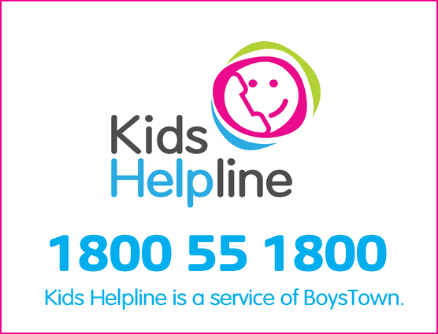 Kids
Helpline
1800 55 1800
Kids Helpline is a service of BoysTown.